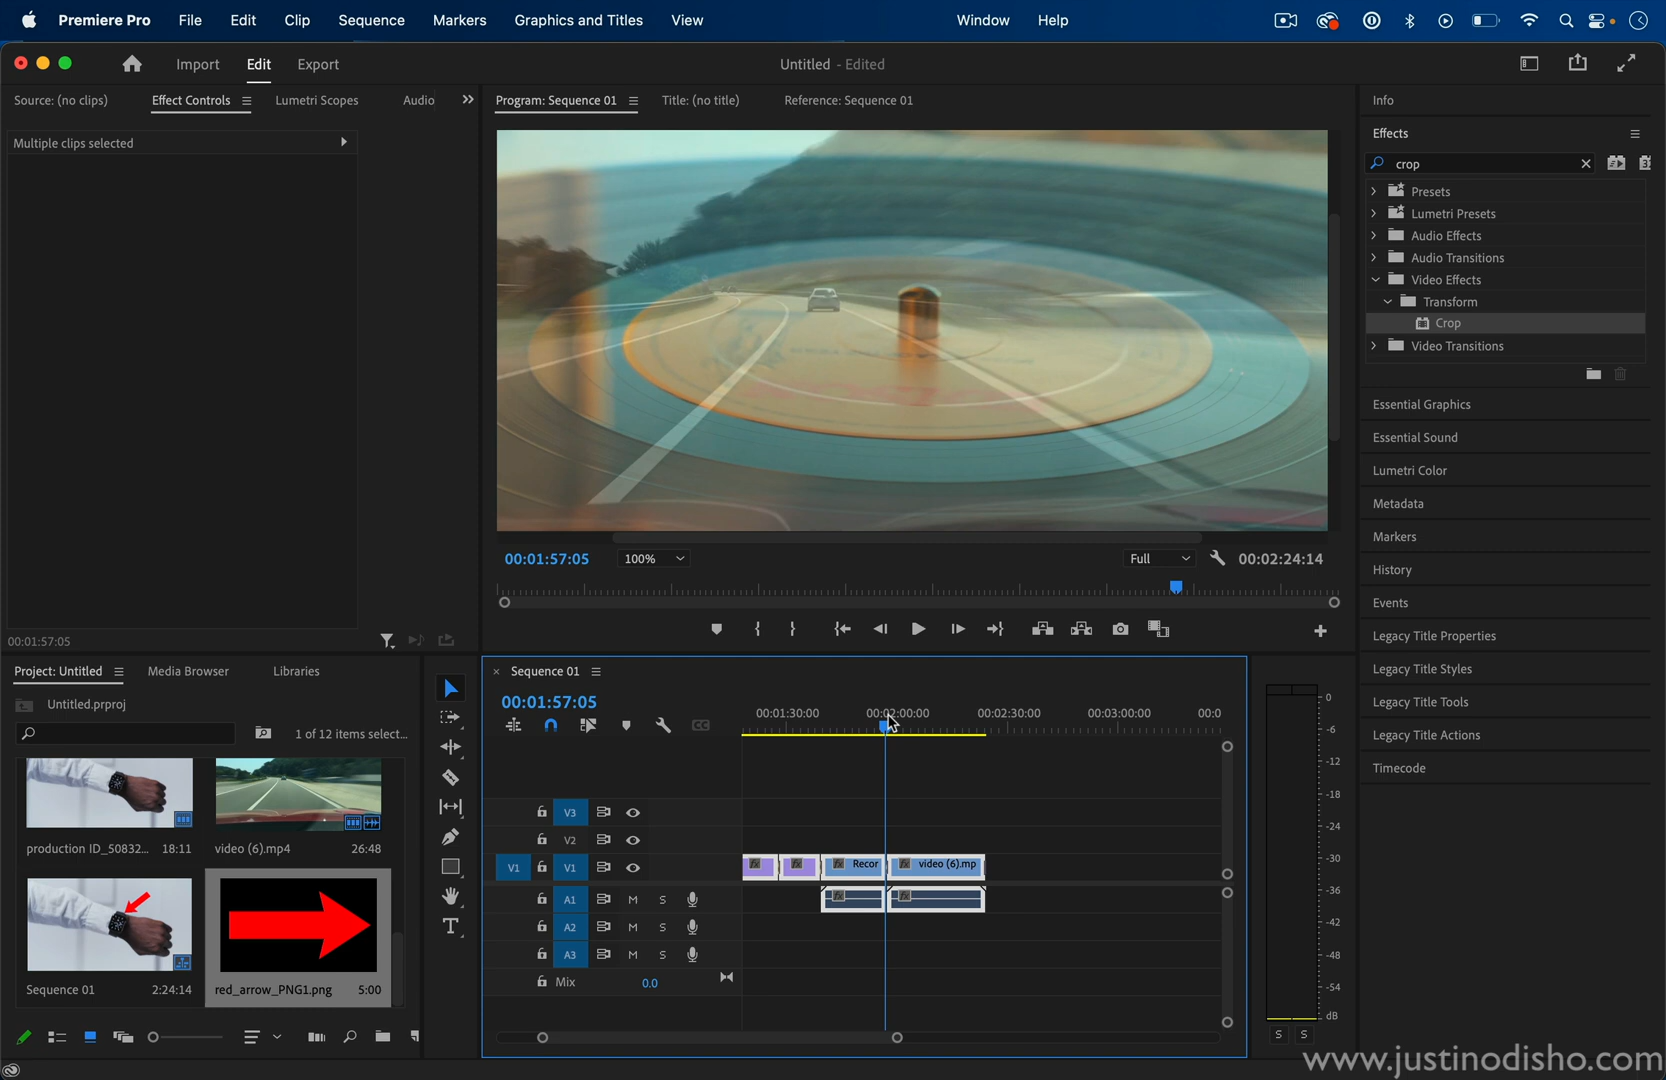 Premiere Pro File Edit Clip Sequence Markers Graphics and Titles View Window Help
Import Edit Export Untitled - Edited
Source: (no clips) Effect Controls Lumetri Scopes Audio
Program: Sequence 01 Title: (no title) Reference: Sequence 01
Info
Multiple clips selected
Effects
crop
Presets
Lumetri Presets
Audio Effects
Audio Transitions
Video Effects
Transform
Crop
Video Transitions
Essential Graphics
Essential Sound
Lumetri Color
Metadata
Markers
History
Events
Legacy Title Properties
Legacy Title Styles
Legacy Title Tools
Legacy Title Actions
Timecode
00:01:57:05 100% Full 00:02:24:14
00:01:57:05
Project: Untitled Media Browser Libraries
Untitled.prproj
1 of 12 items select...
production ID_50832... 18:11
video (6).mp4 26:48
Sequence 01 2:24:14
red_arrow_PNG1.png 5:00
Sequence 01
00:01:57:05
00:01:30:00 00:02:00:00 00:02:30:00 00:03:00:00 00:0
V3
V2
V1 V1 fx fx fx Recor fx video (6).mp
A1 M S fx fx
A2 M S
A3 M S
Mix 0.0
0
-6
-12
-18
-24
-30
-36
-42
-48
-54
dB
S S
www.justinodisho.com